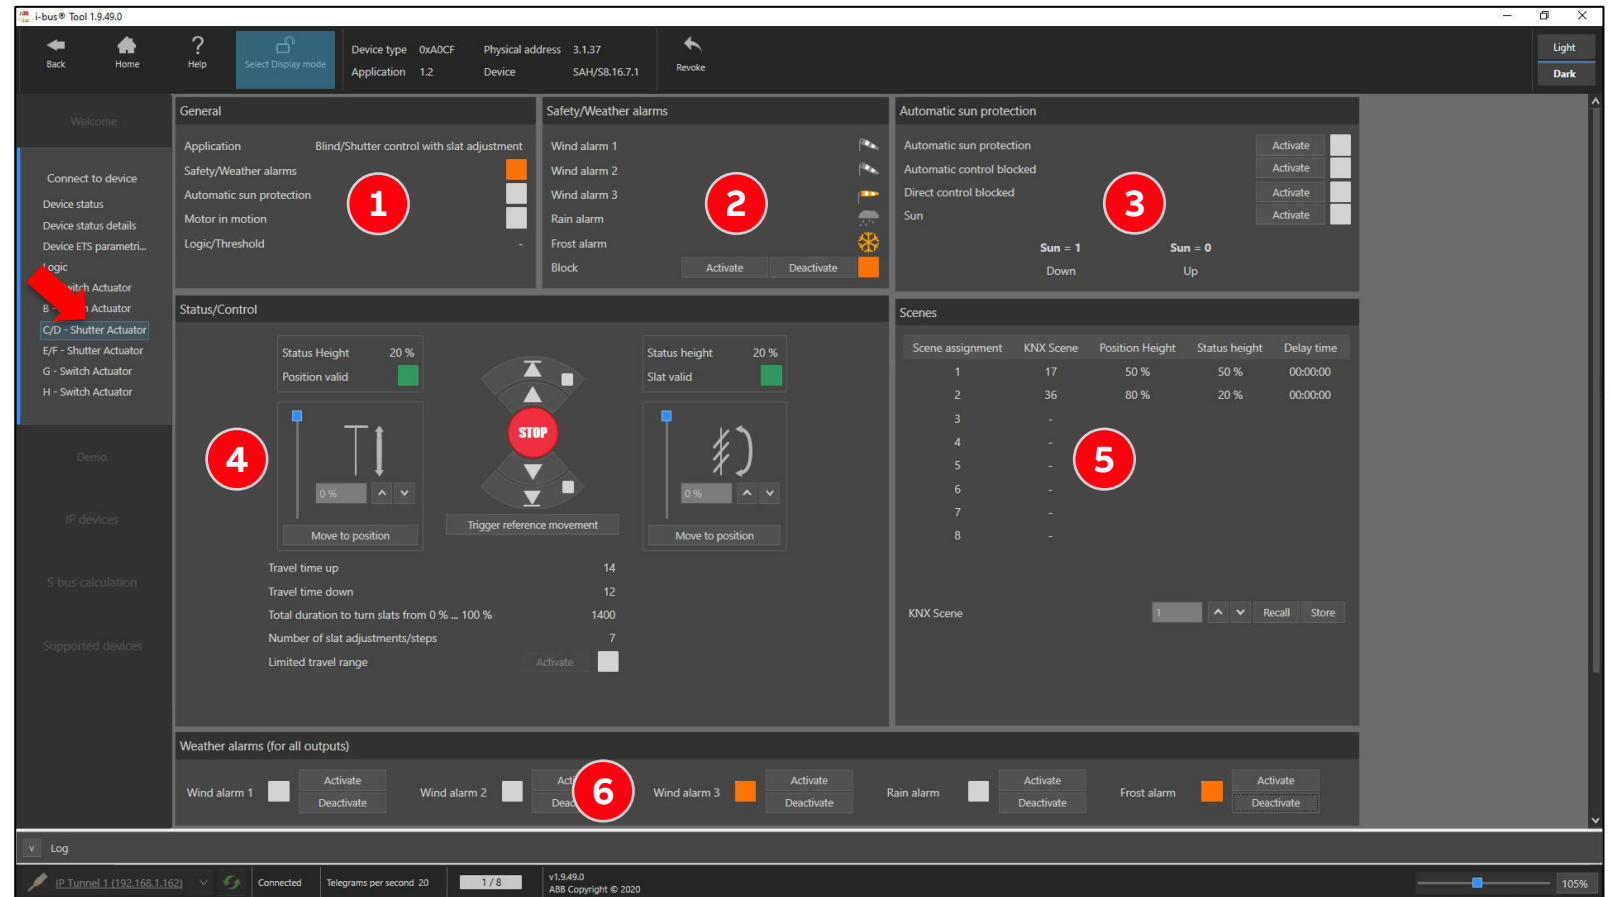 i-bus® Tool 1.9.49.0
Back
Home
Help
Select Display mode
Device type 0xA0CF Physical address 3.1.37
Application 1.2 Device SAH/S8.16.7.1
Revoke
Light
Dark
Welcome
Connect to device
Device status
Device status details
Device ETS parametri...
Logic
Switch Actuator
B - Actuator
C/D - Shutter Actuator
E/F - Shutter Actuator
G - Switch Actuator
H - Switch Actuator
Demo
IP devices
S bus calculation
Supported devices
General
Application Blind/Shutter control with slat adjustment
Safety/Weather alarms
Automatic sun protection
Motor in motion
Logic/Threshold -
1
Safety/Weather alarms
Wind alarm 1
Wind alarm 2
Wind alarm 3
Rain alarm
Frost alarm
Block Activate Deactivate
2
Automatic sun protection
Automatic sun protection Activate
Automatic control blocked Activate
Direct control blocked Activate
Sun Activate
Sun = 1 Sun = 0
Down Up
3
Status/Control
Status Height 20 %
Position valid
0 %
Move to position
STOP
Trigger reference movement
Status height 20 %
Slat valid
0 %
Move to position
4
Travel time up 14
Travel time down 12
Total duration to turn slats from 0 % ... 100 % 1400
Number of slat adjustments/steps 7
Limited travel range Activate
Scenes
Scene assignment KNX Scene Position Height Status height Delay time
1 17 50 % 50 % 00:00:00
2 36 80 % 20 % 00:00:00
3 -
4 -
5 -
6 -
7 -
8 -
5
KNX Scene 1 Recall Store
Weather alarms (for all outputs)
Wind alarm 1 Activate Deactivate
Wind alarm 2
6
Wind alarm 3 Activate Deactivate
Rain alarm Activate Deactivate
Frost alarm Activate Deactivate
v Log
IP Tunnel 1 (192.168.1.162)
Connected
Telegrams per second 20
1 / 8
v1.9.49.0
ABB Copyright © 2020
105%